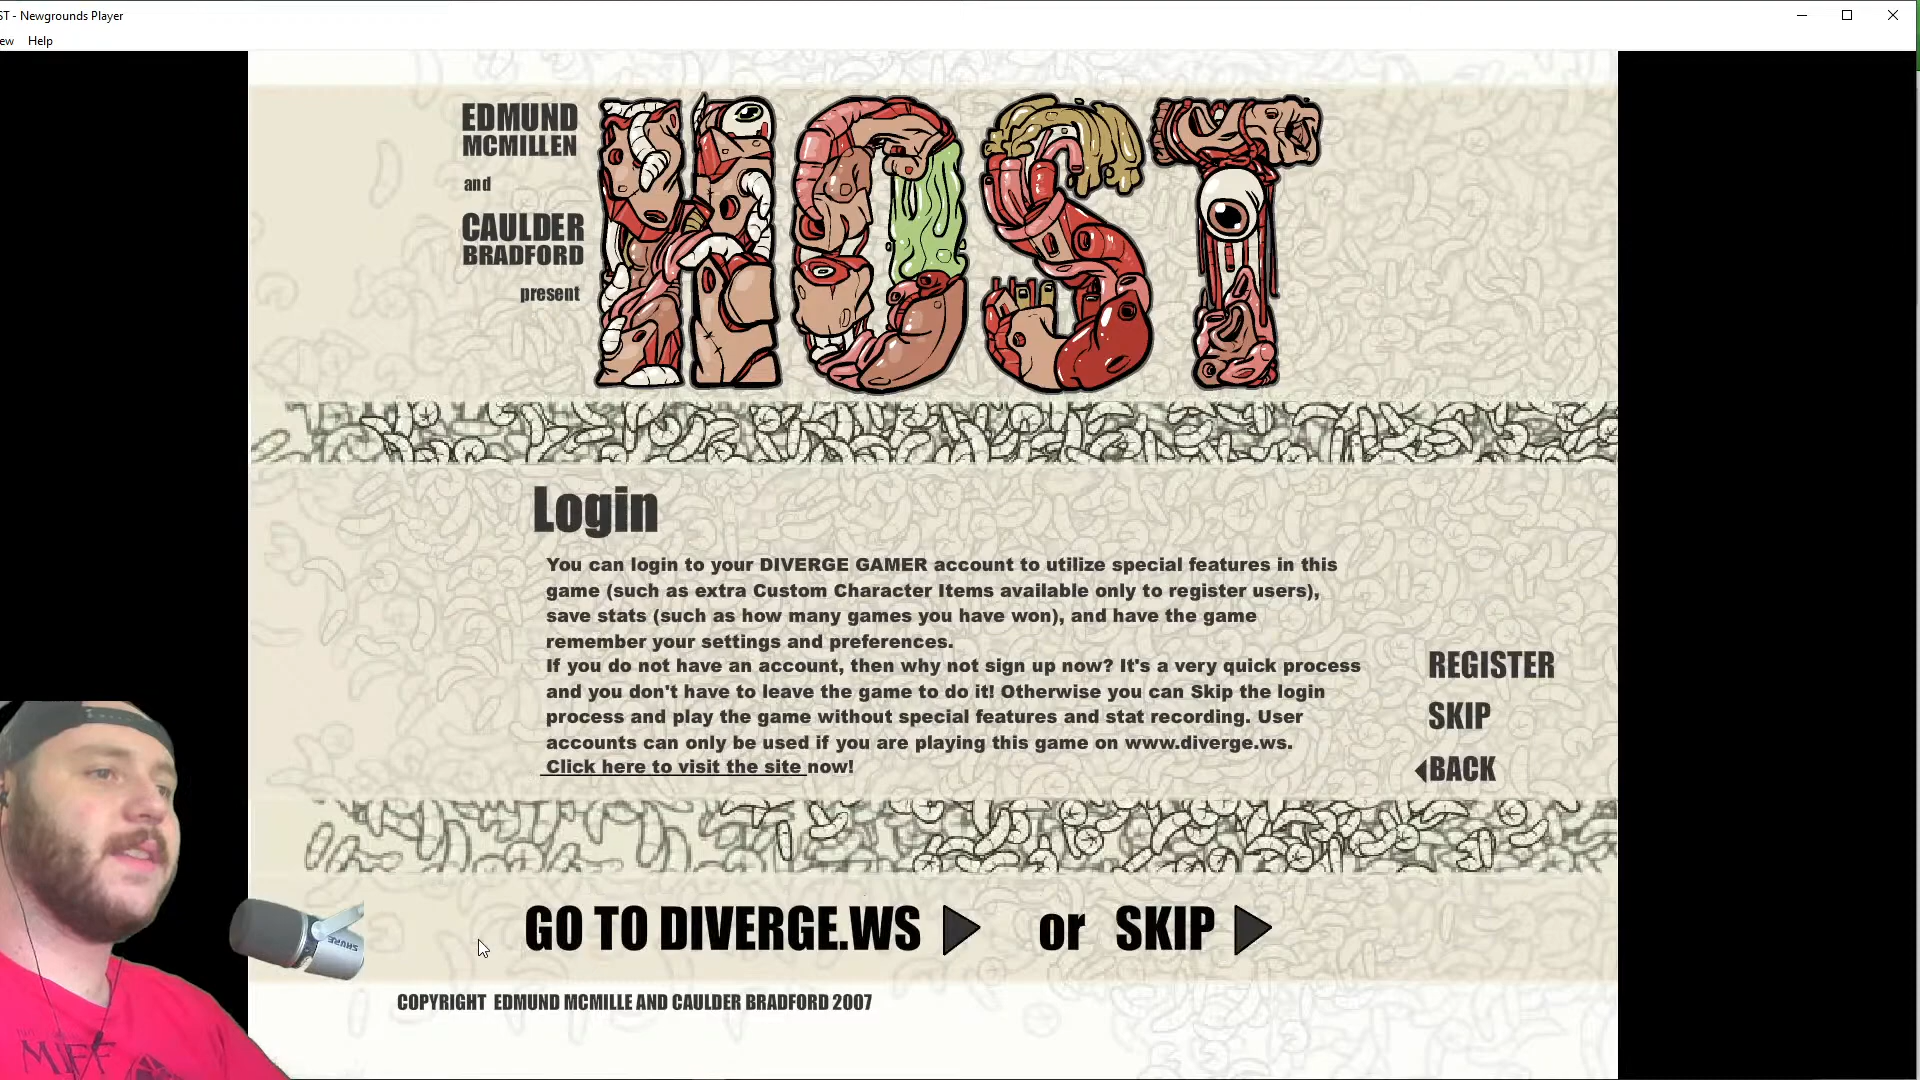 ST - Newgrounds Player
ew Help
EDMUND
MCMILLEN
and
CAULDER
BRADFORD
present
HOST
Login
You can login to your DIVERGE GAMER account to utilize special features in this
game (such as extra Custom Character Items available only to register users),
save stats (such as how many games you have won), and have the game
remember your settings and preferences.
If you do not have an account, then why not sign up now? It's a very quick process
and you don't have to leave the game to do it! Otherwise you can Skip the login
process and play the game without special features and stat recording. User
accounts can only be used if you are playing this game on www.diverge.ws.
Click here to visit the site now!
REGISTER
SKIP
BACK
GO TO DIVERGE.WS or SKIP
SHURE
COPYRIGHT EDMUND MCMILLE AND CAULDER BRADFORD 2007